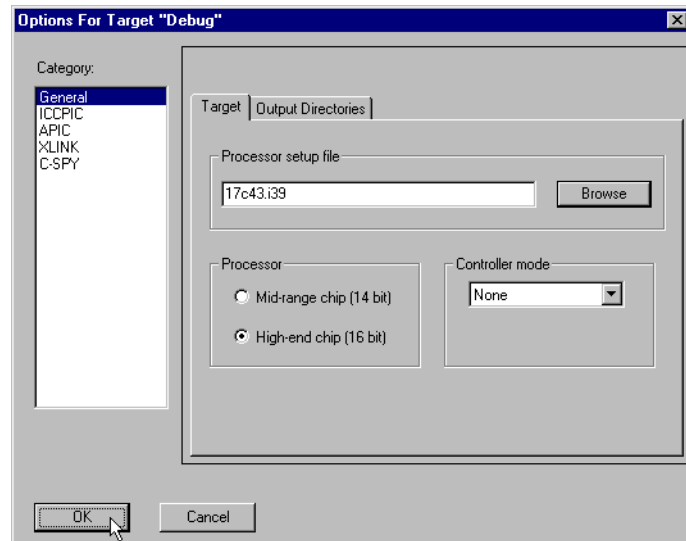 Options For Target "Debug"
Category:
General
ICCPIC
APIC
XLINK
C-SPY
Target
Output Directories
Processor setup file
17c43.i39
Browse
Processor
Controller mode
Mid-range chip (14 bit)
None
High-end chip (16 bit)
OK
Cancel